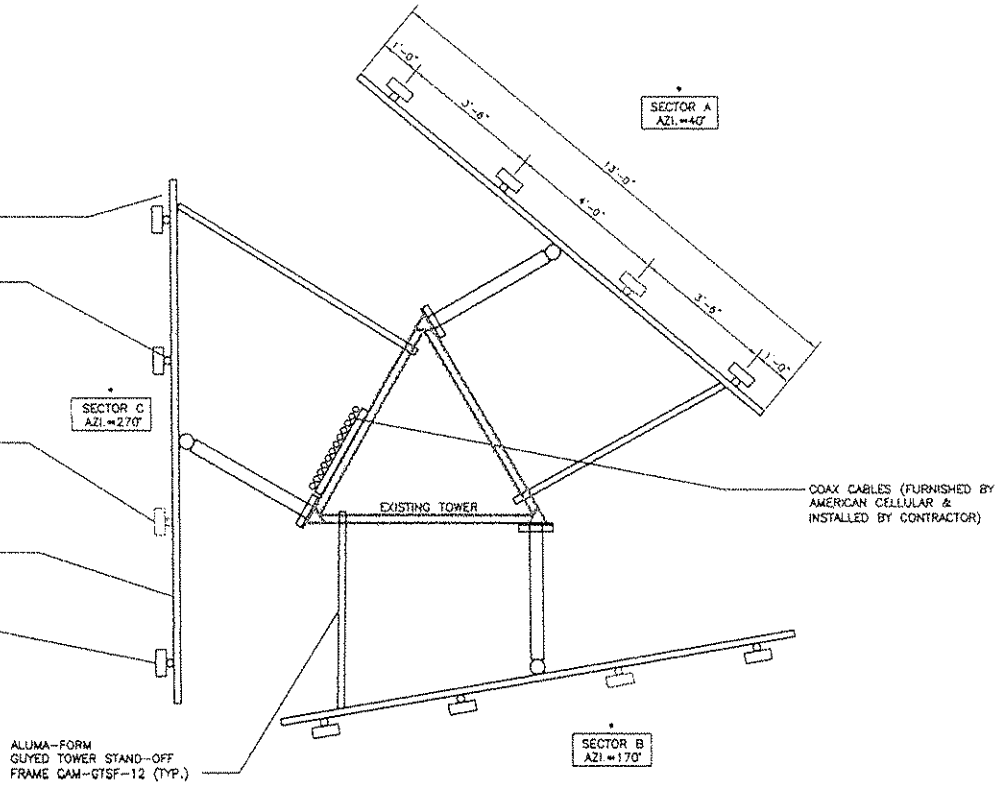 1'-0"
3'-6"
13'-0"
4'-0"
3'-6"
1'-0"
SECTOR A
AZI.=40°
SECTOR C
AZI.=270°
EXISTING TOWER
COAX CABLES (FURNISHED BY
AMERICAN CELLULAR &
INSTALLED BY CONTRACTOR)
SECTOR B
AZI.=170°
ALUMA-FORM
GUYED TOWER STAND-OFF
FRAME CAM-GTSF-12 (TYP.)